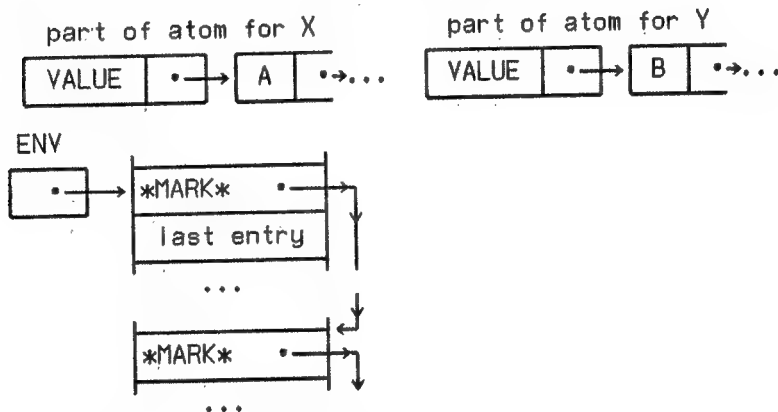 part of atom for X
part of atom for Y
VALUE A ...
VALUE B ...
ENV
*MARK*
last entry
...
*MARK*
...